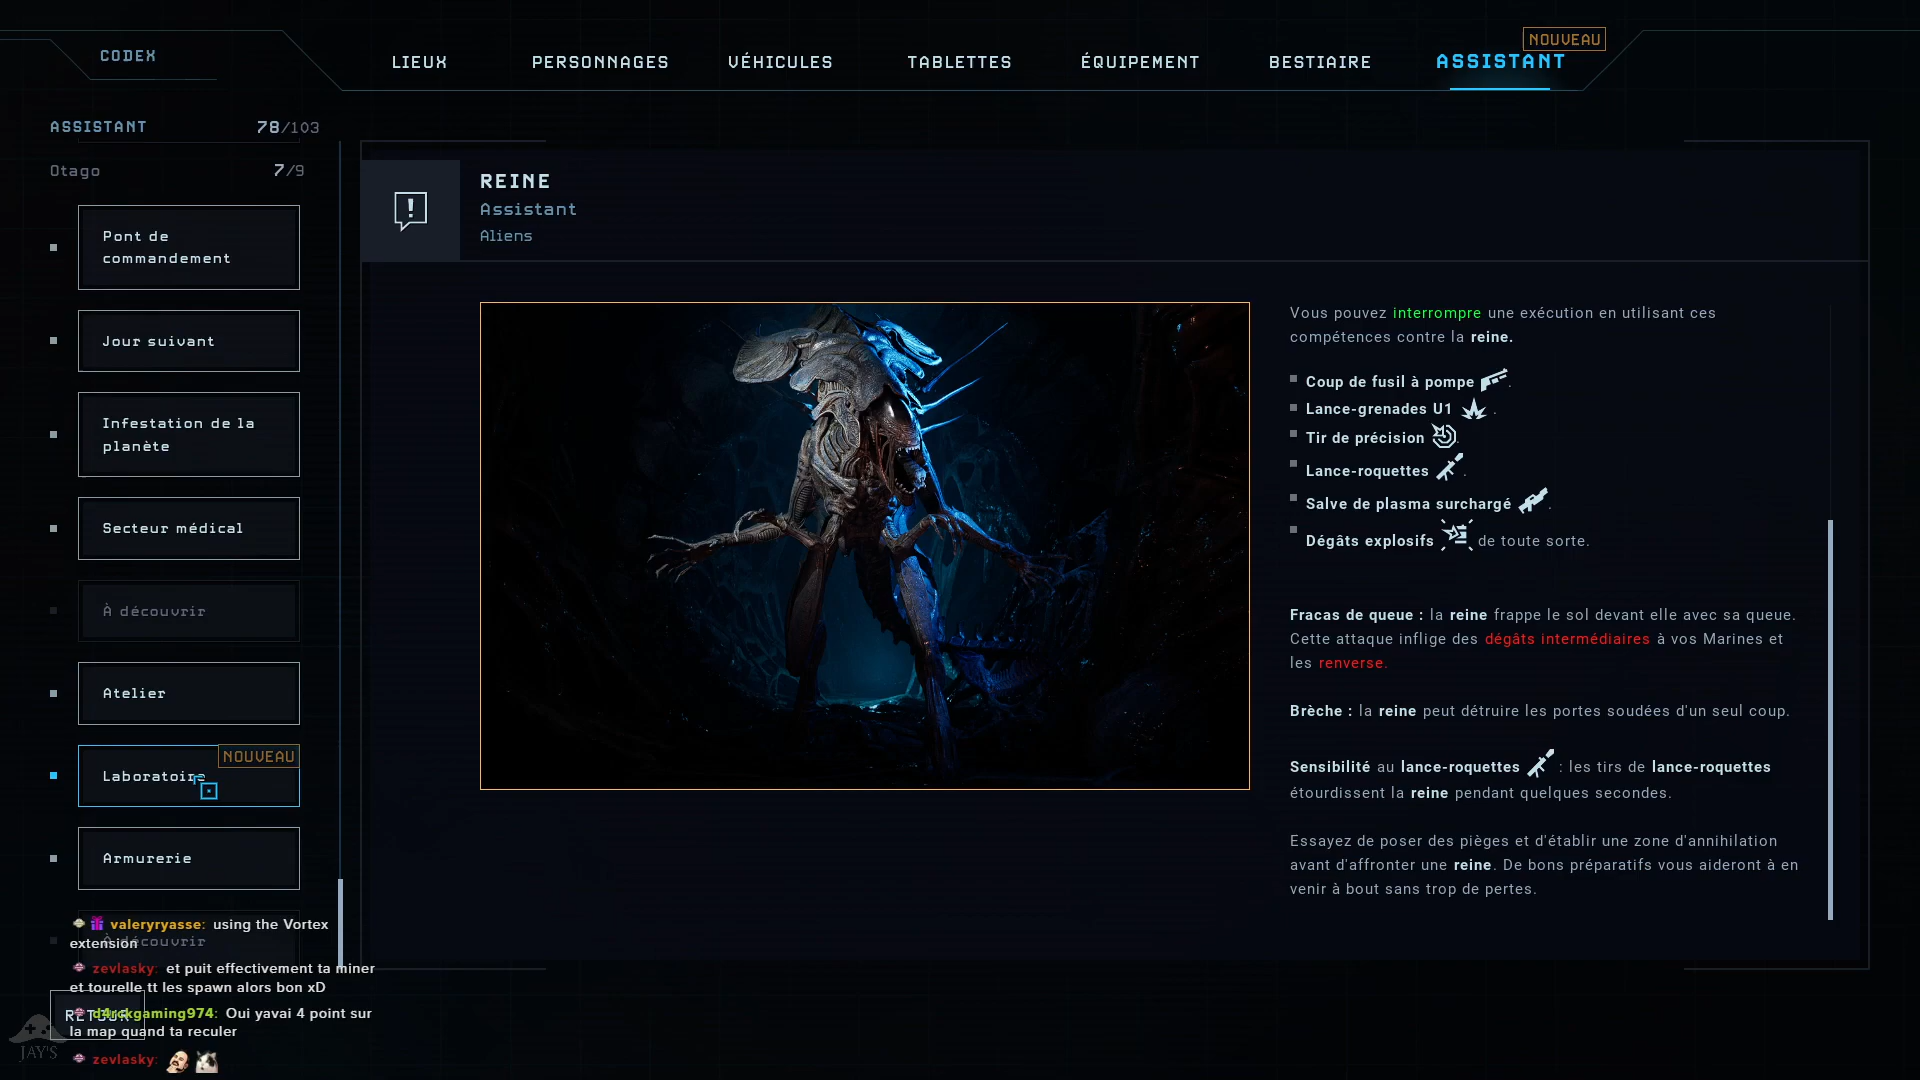 CODEX
LIEUX
PERSONNAGES
VÉHICULES
TABLETTES
ÉQUIPEMENT
BESTIAIRE
NOUVEAU
ASSISTANT
ASSISTANT 78/103
Otago 7/9
Pont de
commandement
Jour suivant
Infestation de la
planète
Secteur médical
À découvrir
Atelier
NOUVEAU
Laboratoire
Armurerie
À découvrir
RETOUR
REINE
Assistant
Aliens
Vous pouvez interrompre une exécution en utilisant ces
compétences contre la reine.
Coup de fusil à pompe .
Lance-grenades U1 .
Tir de précision .
Lance-roquettes .
Salve de plasma surchargé .
Dégâts explosifs de toute sorte.
Fracas de queue : la reine frappe le sol devant elle avec sa queue.
Cette attaque inflige des dégâts intermédiaires à vos Marines et
les renverse.
Brèche : la reine peut détruire les portes soudées d'un seul coup.
Sensibilité au lance-roquettes : les tirs de lance-roquettes
étourdissent la reine pendant quelques secondes.
Essayez de poser des pièges et d'établir une zone d'annihilation
avant d'affronter une reine. De bons préparatifs vous aideront à en
venir à bout sans trop de pertes.
valeryryasse: using the Vortex
extension
zevlasky: et puit effectivement ta miner
et tourelle tt les spawn alors bon xD
d4rckgaming974: Oui yavai 4 point sur
la map quand ta reculer
zevlasky:
JAY'S